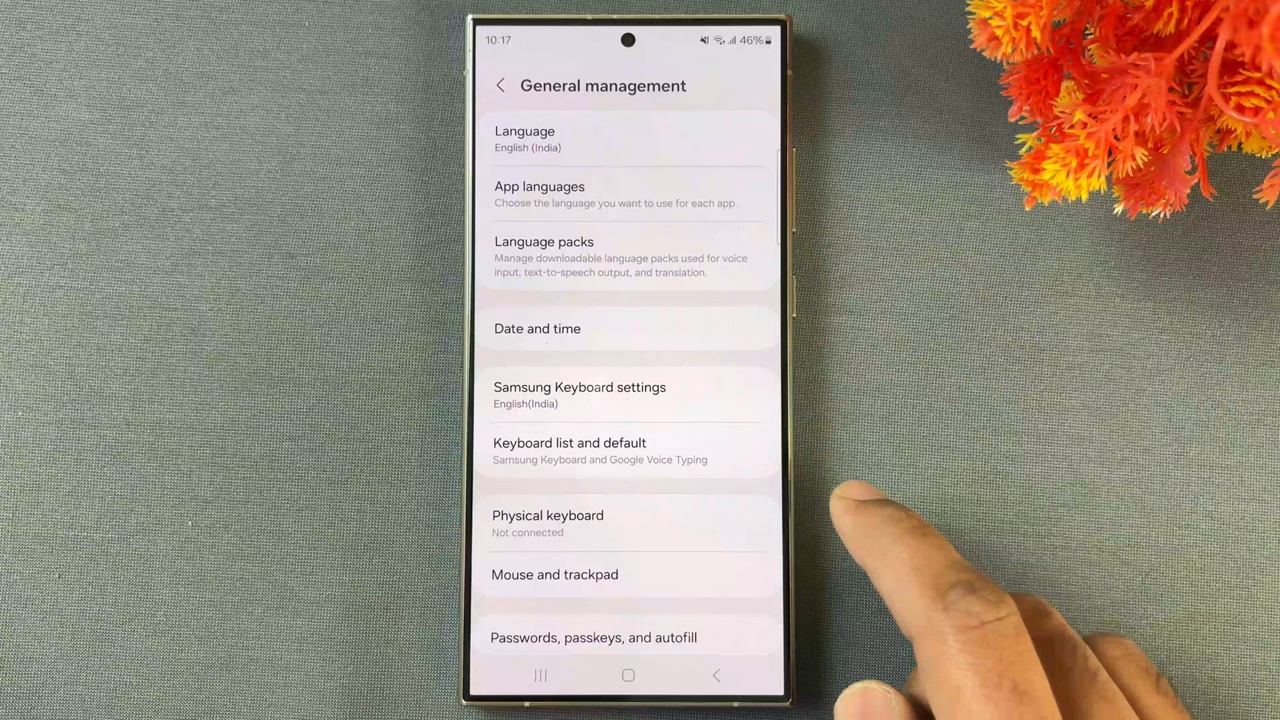 10:17
46%
General management
Language
English (India)
App languages
Choose the language you want to use for each app.
Language packs
Manage downloadable language packs used for voice
input, text-to-speech output, and translation.
Date and time
Samsung Keyboard settings
English(India)
Keyboard list and default
Samsung Keyboard and Google Voice Typing
Physical keyboard
Not connected
Mouse and trackpad
Passwords, passkeys, and autofill